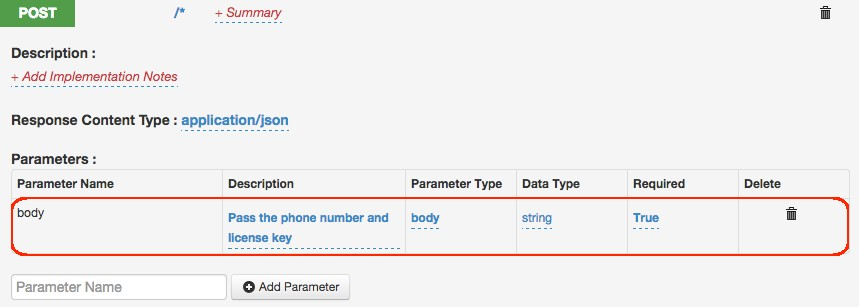 POST /* + Summary
Description :
+ Add Implementation Notes
Response Content Type : application/json
Parameters :
Parameter Name Description Parameter Type Data Type Required Delete
body Pass the phone number and body string True
license key
Parameter Name Add Parameter